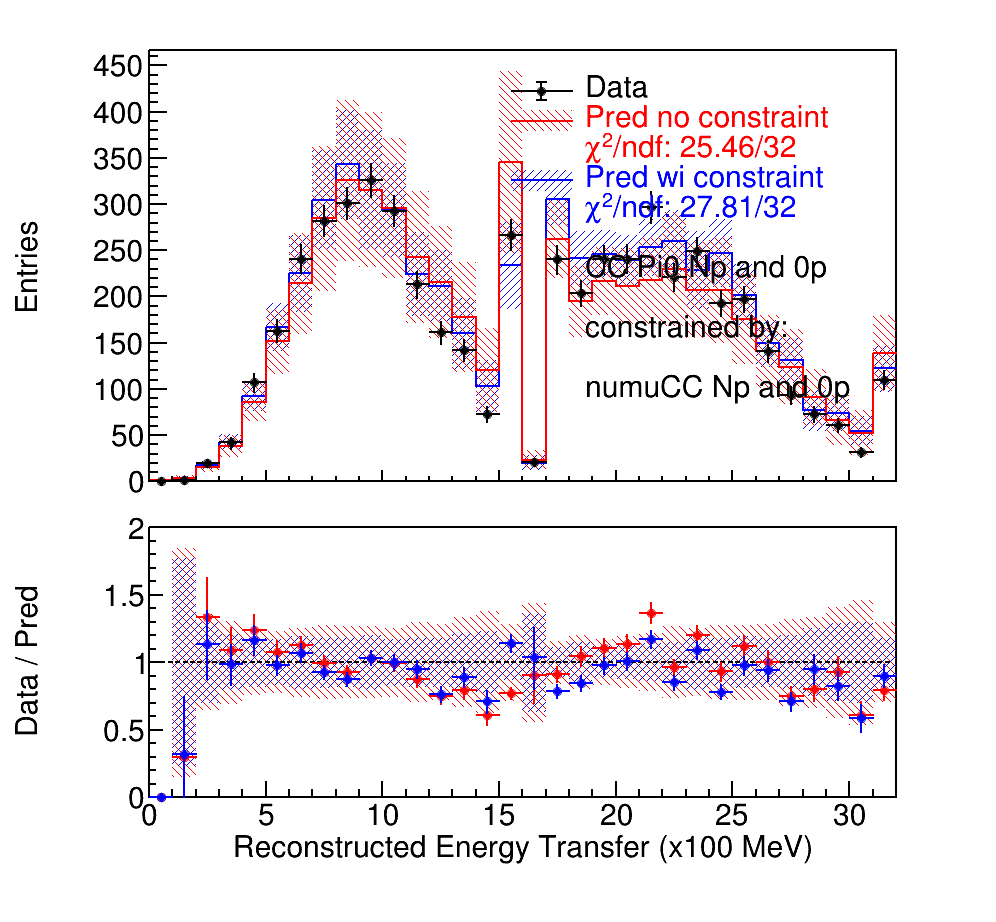 450
400
350
300
250
200
150
100
50
0
Entries
Data
Pred no constraint
χ²/ndf: 25.46/32
Pred wi constraint
χ²/ndf: 27.81/32
CC Pi0 Np and 0p
constrained by:
numuCC Np and 0p
2
1.5
1
0.5
0
Data / Pred
0 5 10 15 20 25 30
Reconstructed Energy Transfer (x100 MeV)